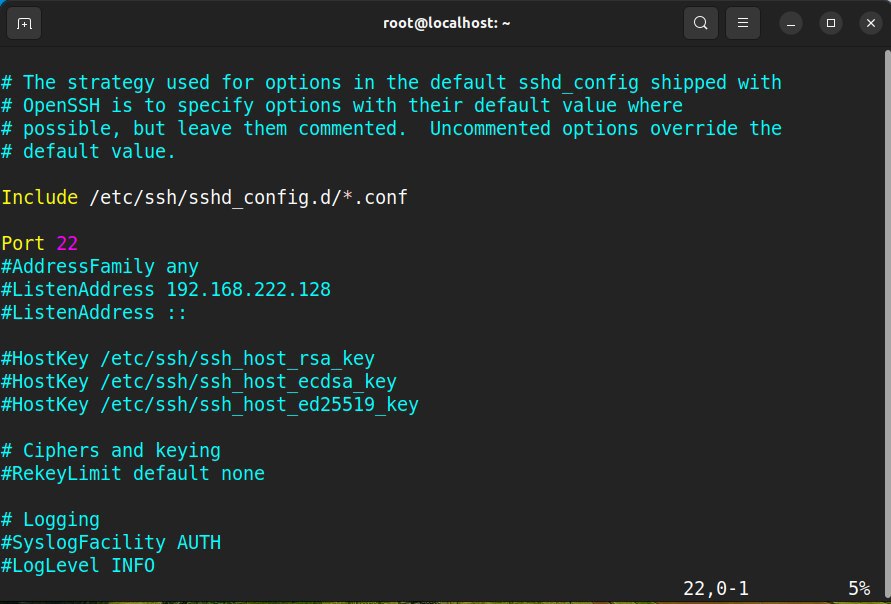 root@localhost: ~
# The strategy used for options in the default sshd_config shipped with
# OpenSSH is to specify options with their default value where
# possible, but leave them commented.  Uncommented options override the
# default value.
Include /etc/ssh/sshd_config.d/*.conf
Port 22
#AddressFamily any
#ListenAddress 192.168.222.128
#ListenAddress ::
#HostKey /etc/ssh/ssh_host_rsa_key
#HostKey /etc/ssh/ssh_host_ecdsa_key
#HostKey /etc/ssh/ssh_host_ed25519_key
# Ciphers and keying
#RekeyLimit default none
# Logging
#SyslogFacility AUTH
#LogLevel INFO
22,0-1 5%